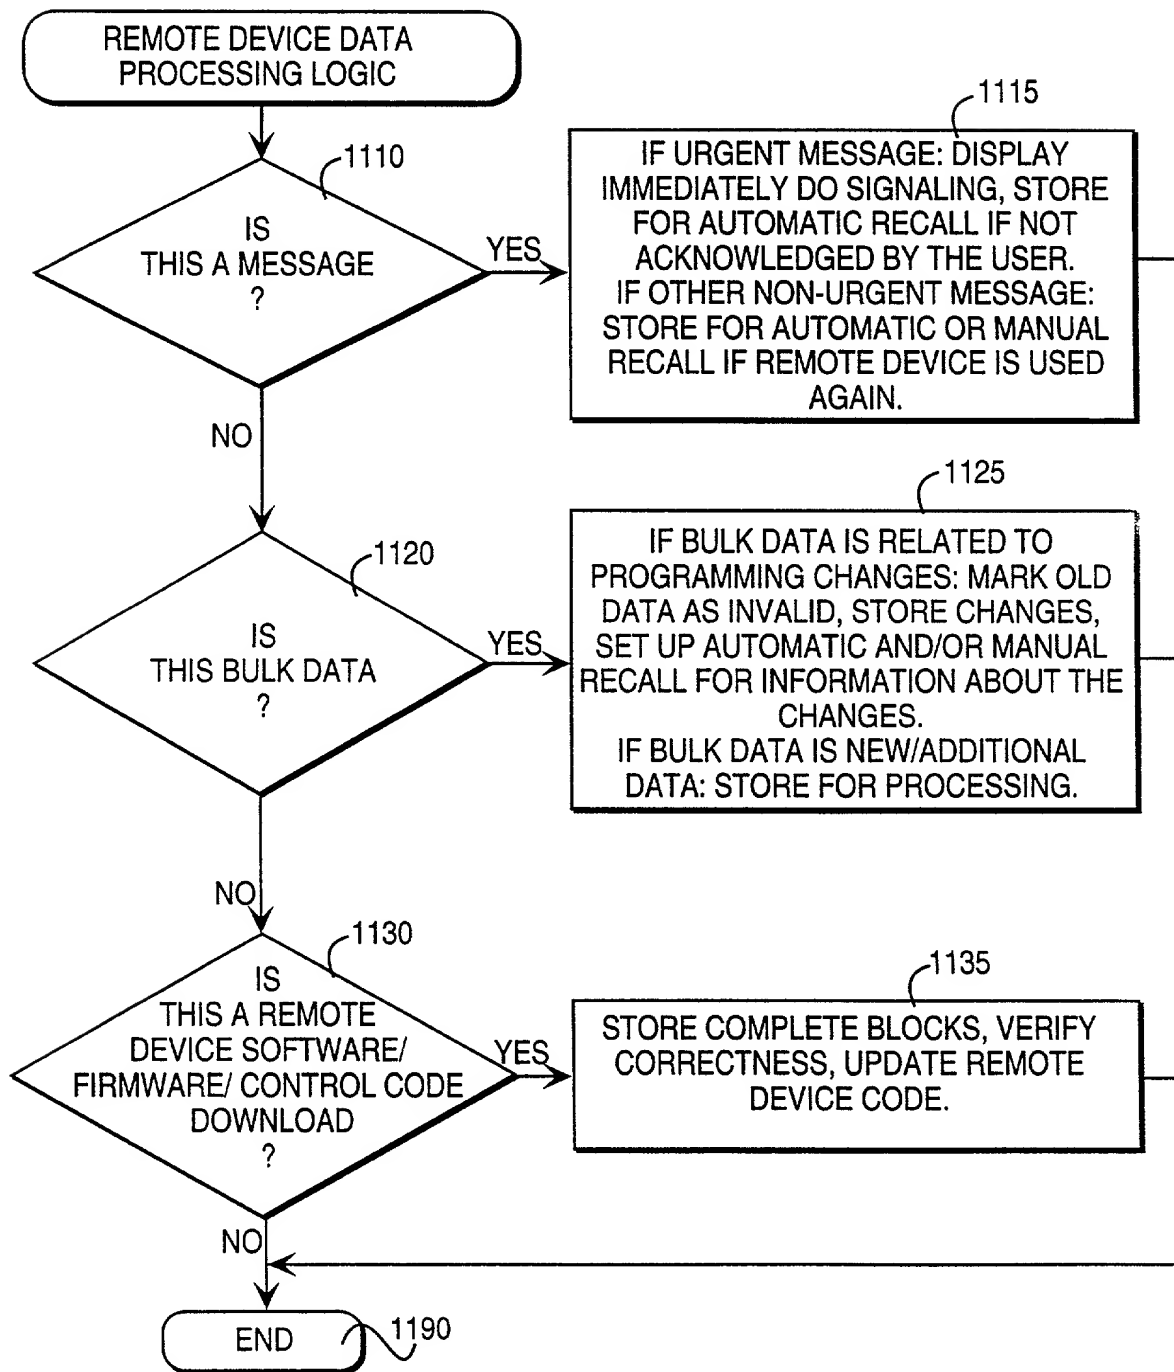 REMOTE DEVICE DATA
PROCESSING LOGIC
1110
IS
THIS A MESSAGE
?
YES
1115
IF URGENT MESSAGE: DISPLAY
IMMEDIATELY DO SIGNALING, STORE
FOR AUTOMATIC RECALL IF NOT
ACKNOWLEDGED BY THE USER.
IF OTHER NON-URGENT MESSAGE:
STORE FOR AUTOMATIC OR MANUAL
RECALL IF REMOTE DEVICE IS USED
AGAIN.
NO
1120
IS
THIS BULK DATA
?
YES
1125
IF BULK DATA IS RELATED TO
PROGRAMMING CHANGES: MARK OLD
DATA AS INVALID, STORE CHANGES,
SET UP AUTOMATIC AND/OR MANUAL
RECALL FOR INFORMATION ABOUT THE
CHANGES.
IF BULK DATA IS NEW/ADDITIONAL
DATA: STORE FOR PROCESSING.
NO
1130
IS
THIS A REMOTE
DEVICE SOFTWARE/
FIRMWARE/ CONTROL CODE
DOWNLOAD
?
YES
1135
STORE COMPLETE BLOCKS, VERIFY
CORRECTNESS, UPDATE REMOTE
DEVICE CODE.
NO
END
1190